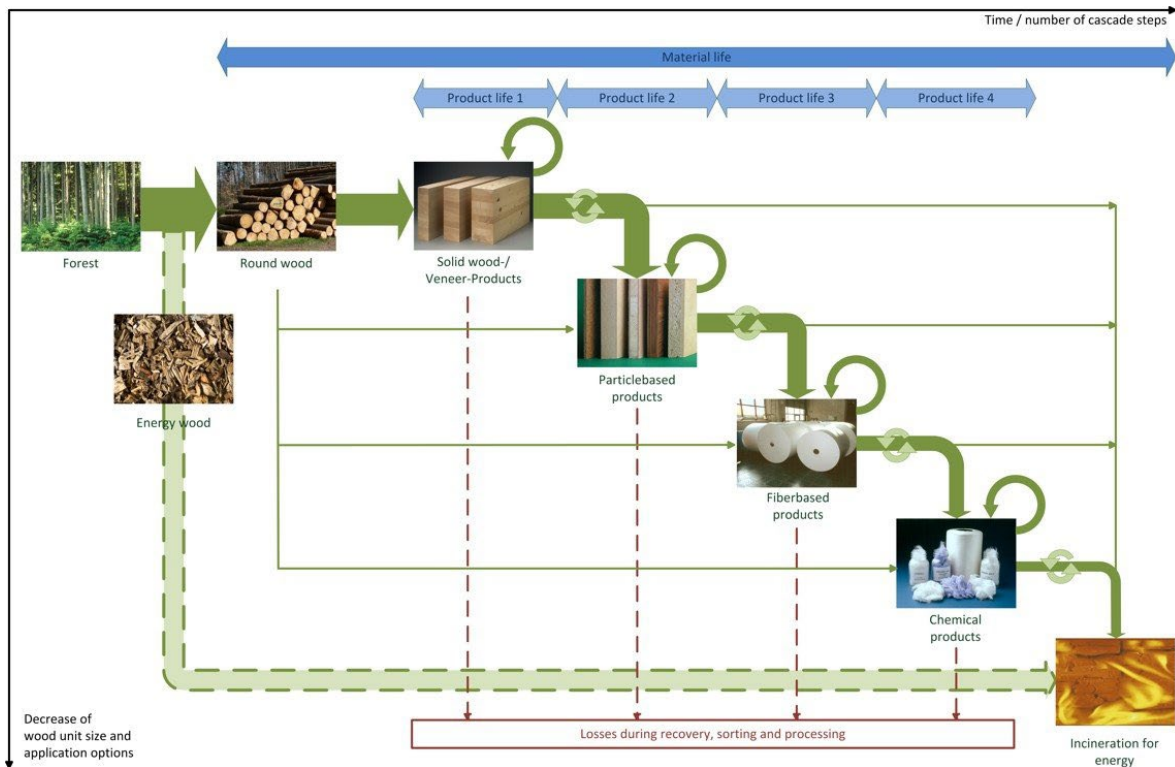 Time / number of cascade steps
Material life
Product life 1
Product life 2
Product life 3
Product life 4
Forest
Round wood
Solid wood-/
Veneer-Products
Energy wood
Particlebased
products
Fiberbased
products
Chemical
products
Decrease of
wood unit size and
application options
Losses during recovery, sorting and processing
Incineration for
energy